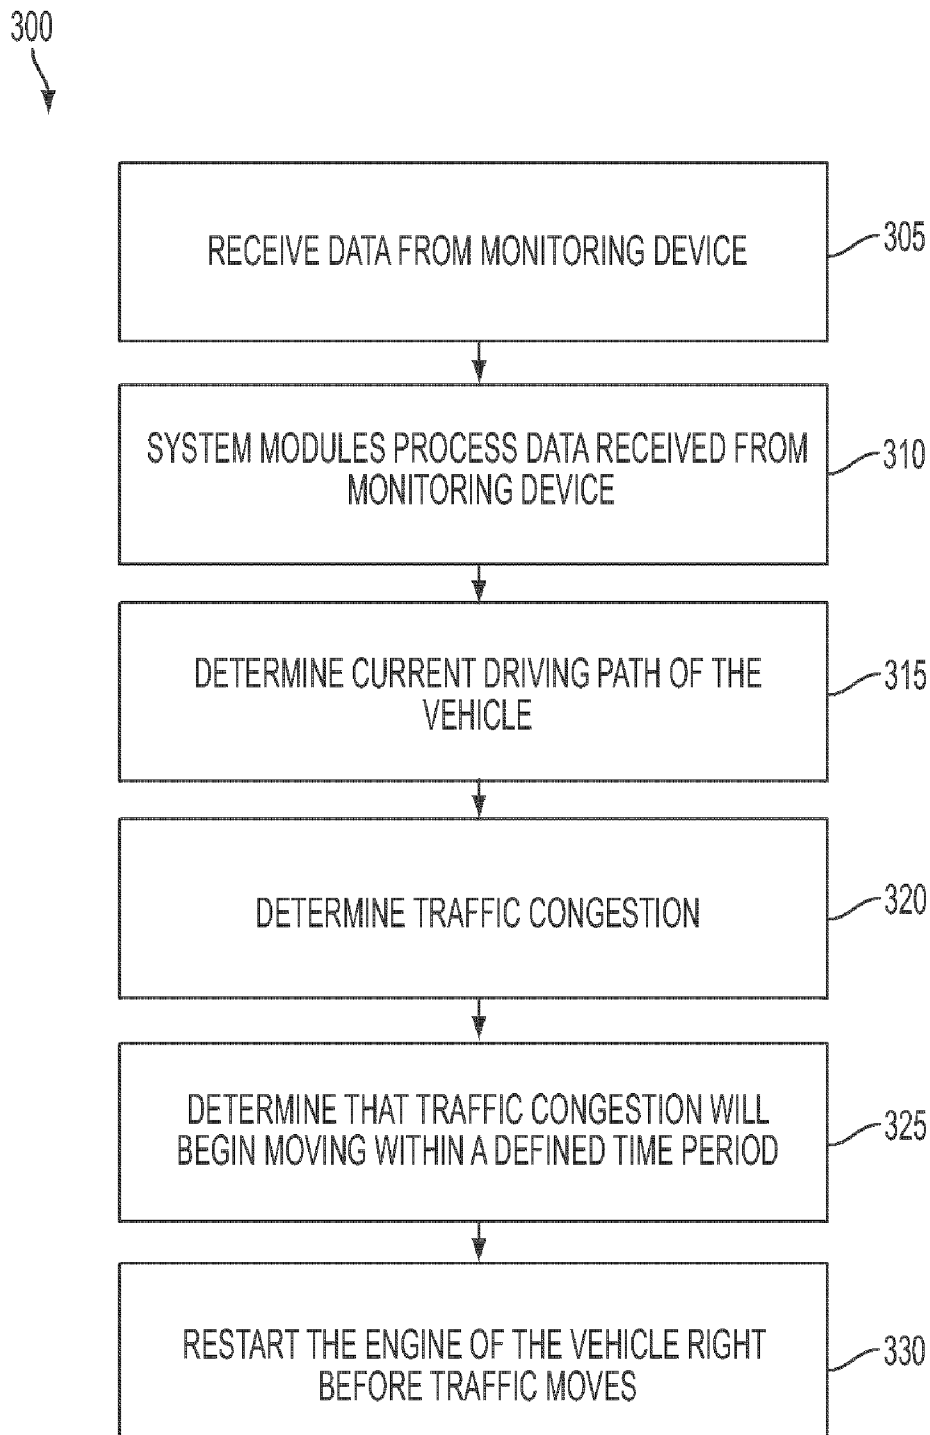 300
RECEIVE DATA FROM MONITORING DEVICE
305
SYSTEM MODULES PROCESS DATA RECEIVED FROM
MONITORING DEVICE
310
DETERMINE CURRENT DRIVING PATH OF THE
VEHICLE
315
DETERMINE TRAFFIC CONGESTION
320
DETERMINE THAT TRAFFIC CONGESTION WILL
BEGIN MOVING WITHIN A DEFINED TIME PERIOD
325
RESTART THE ENGINE OF THE VEHICLE RIGHT
BEFORE TRAFFIC MOVES
330